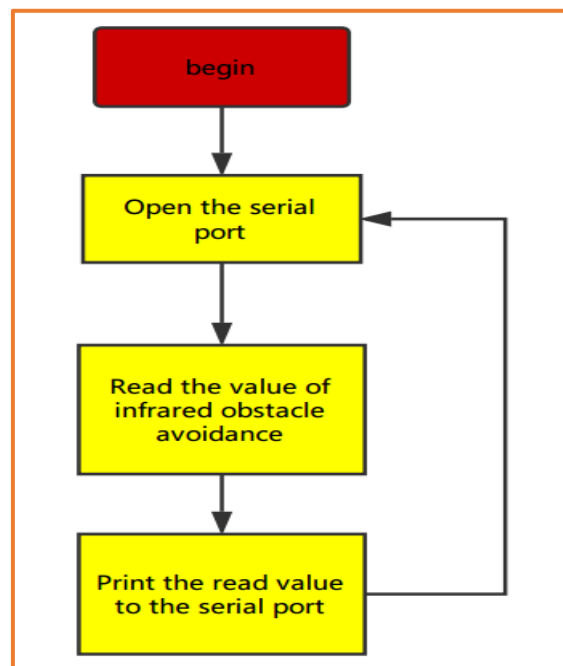 begin
Open the serial
port
Read the value of
infrared obstacle
avoidance
Print the read value
to the serial port